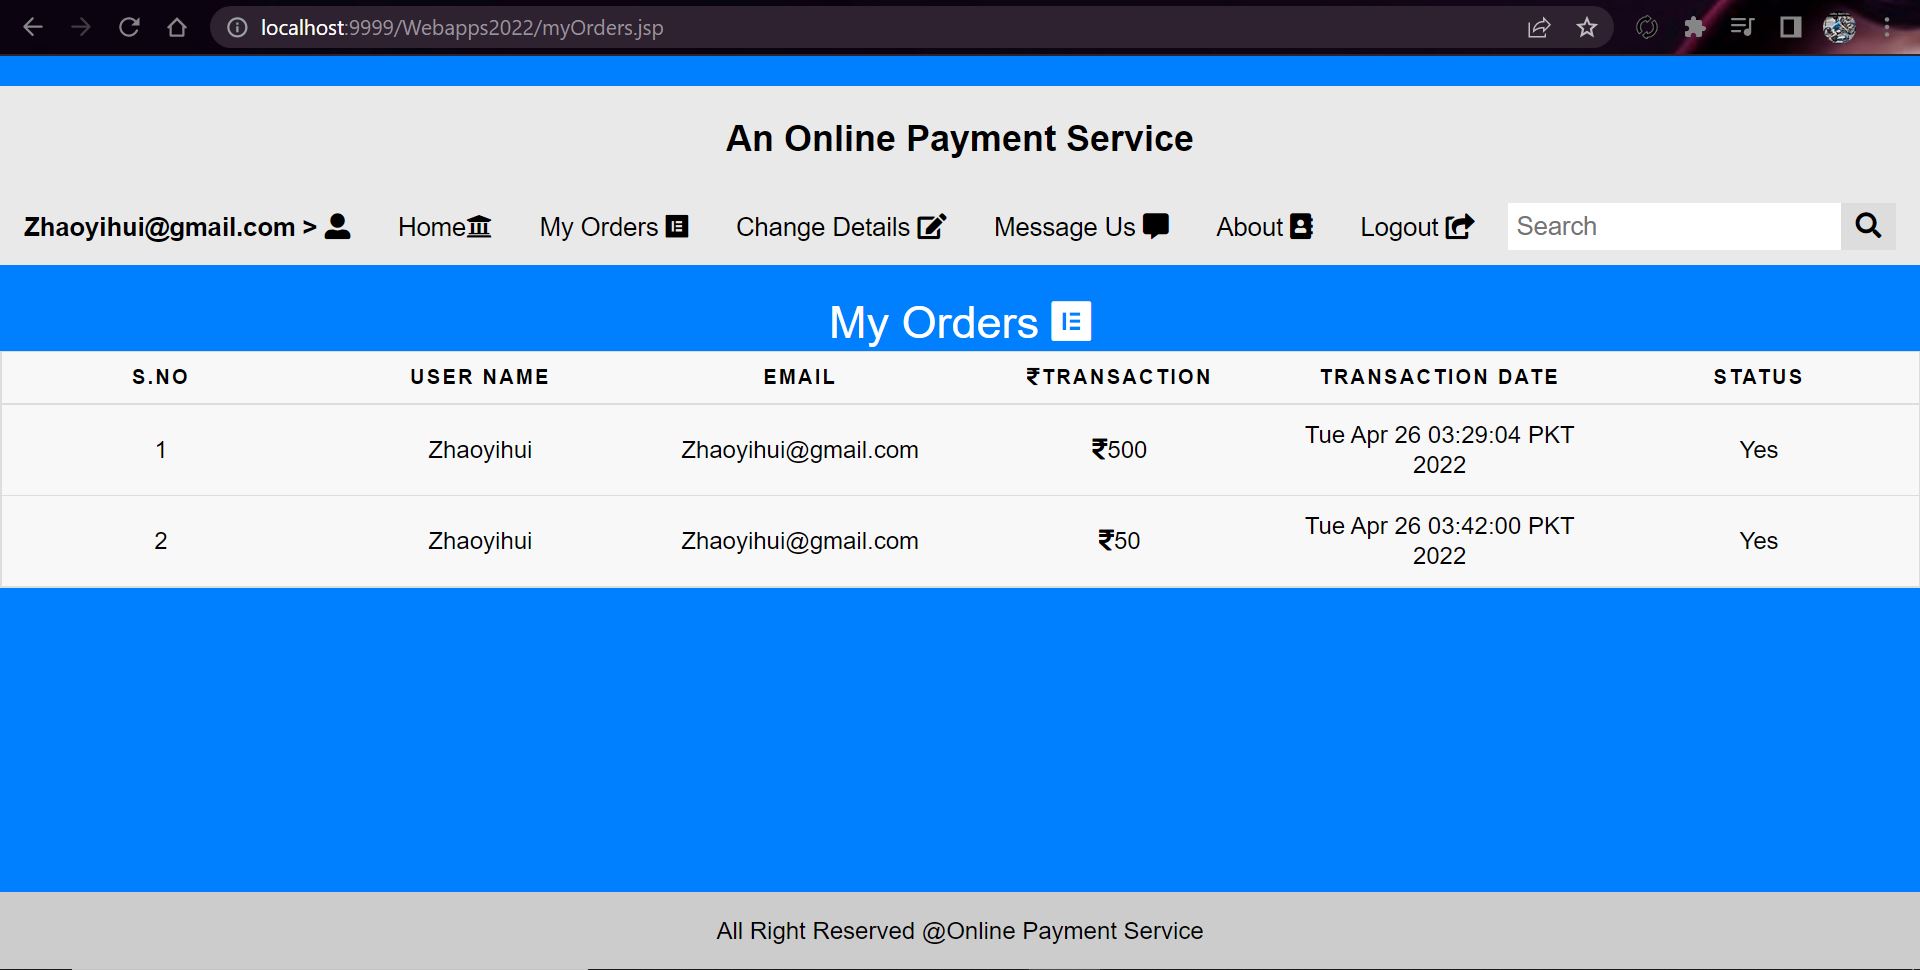 localhost:9999/Webapps2022/myOrders.jsp
An Online Payment Service
Zhaoyihui@gmail.com > Home My Orders Change Details Message Us About Logout Search
My Orders
S.NO USER NAME EMAIL ₹TRANSACTION TRANSACTION DATE STATUS
1 Zhaoyihui Zhaoyihui@gmail.com ₹500 Tue Apr 26 03:29:04 PKT
2022 Yes
2 Zhaoyihui Zhaoyihui@gmail.com ₹50 Tue Apr 26 03:42:00 PKT
2022 Yes
All Right Reserved @Online Payment Service